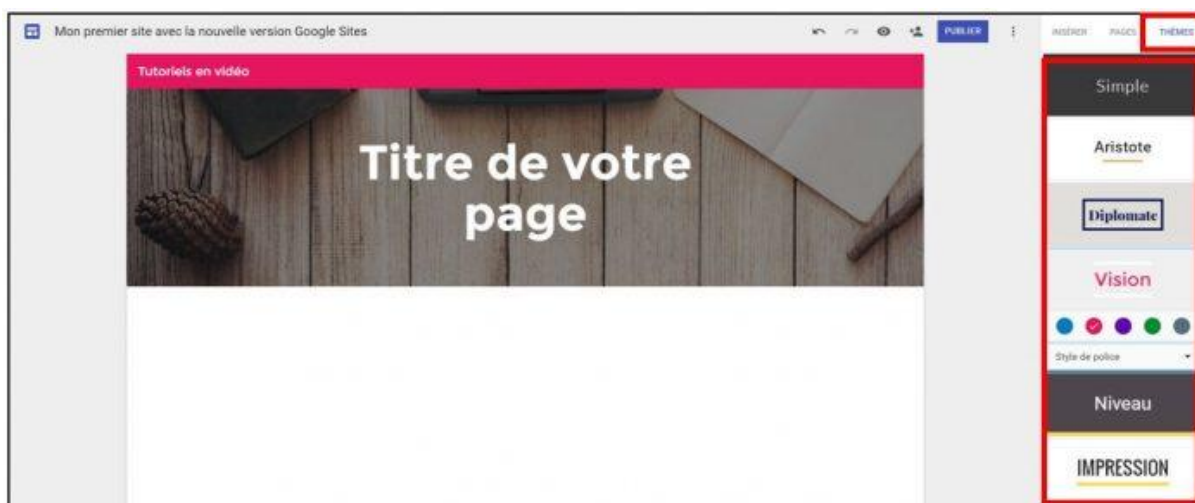 Mon premier site avec la nouvelle version Google Sites
PUBLIER
INSÉRER PAGES THÈMES
Tutoriels en vidéo
Titre de votre
page
Simple
Aristote
Diplomate
Vision
Style de police
Niveau
IMPRESSION